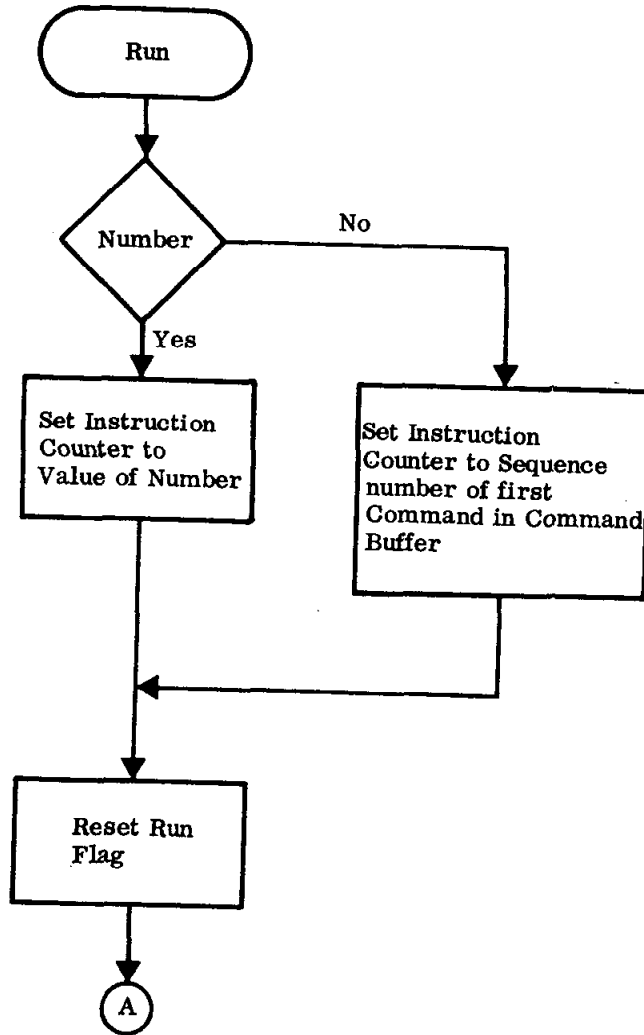 Run
Number
No
Yes
Set Instruction
Counter to
Value of Number
Set Instruction
Counter to Sequence
number of first
Command in Command
Buffer
Reset Run
Flag
A